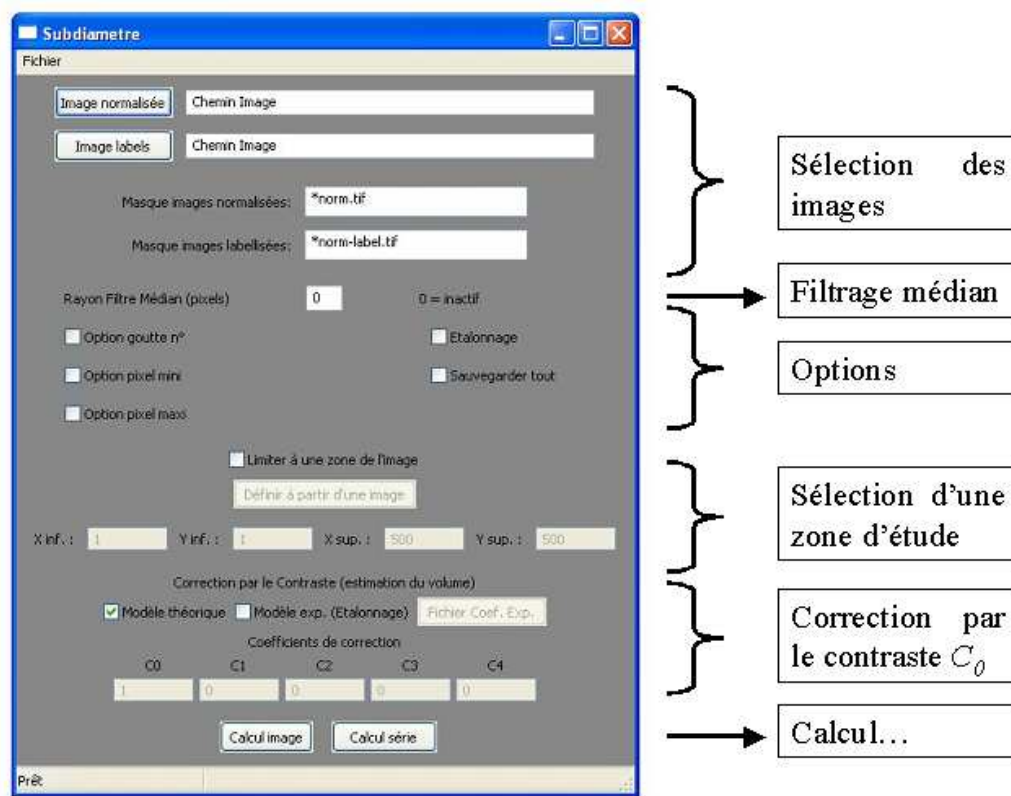 Subdiametre
Fichier
Image normalisée Chemin Image
Image labels Chemin Image
Masque images normalisées: *norm.tif
Masque images labellisées: *norm-label.tif
Rayon Filtre Médian (pixels) 0 0 = inactif
Option goutte n° Etalonnage
Option pixel mini Sauvegarder tout
Option pixel maxi
Limiter à une zone de l'image
Définir à partir d'une image
X inf. : 1 Y inf. : 1 X sup. : 500 Y sup. : 500
Correction par le Contraste (estimation du volume)
Modèle théorique Modèle exp. (Etalonnage) Fichier Coef. Exp.
Coefficients de correction
C0 C1 C2 C3 C4
1 0 0 0 0
Calcul image Calcul série
Prêt
Sélection des
images
Filtrage médian
Options
Sélection d'une
zone d'étude
Correction par
le contraste C0
Calcul...